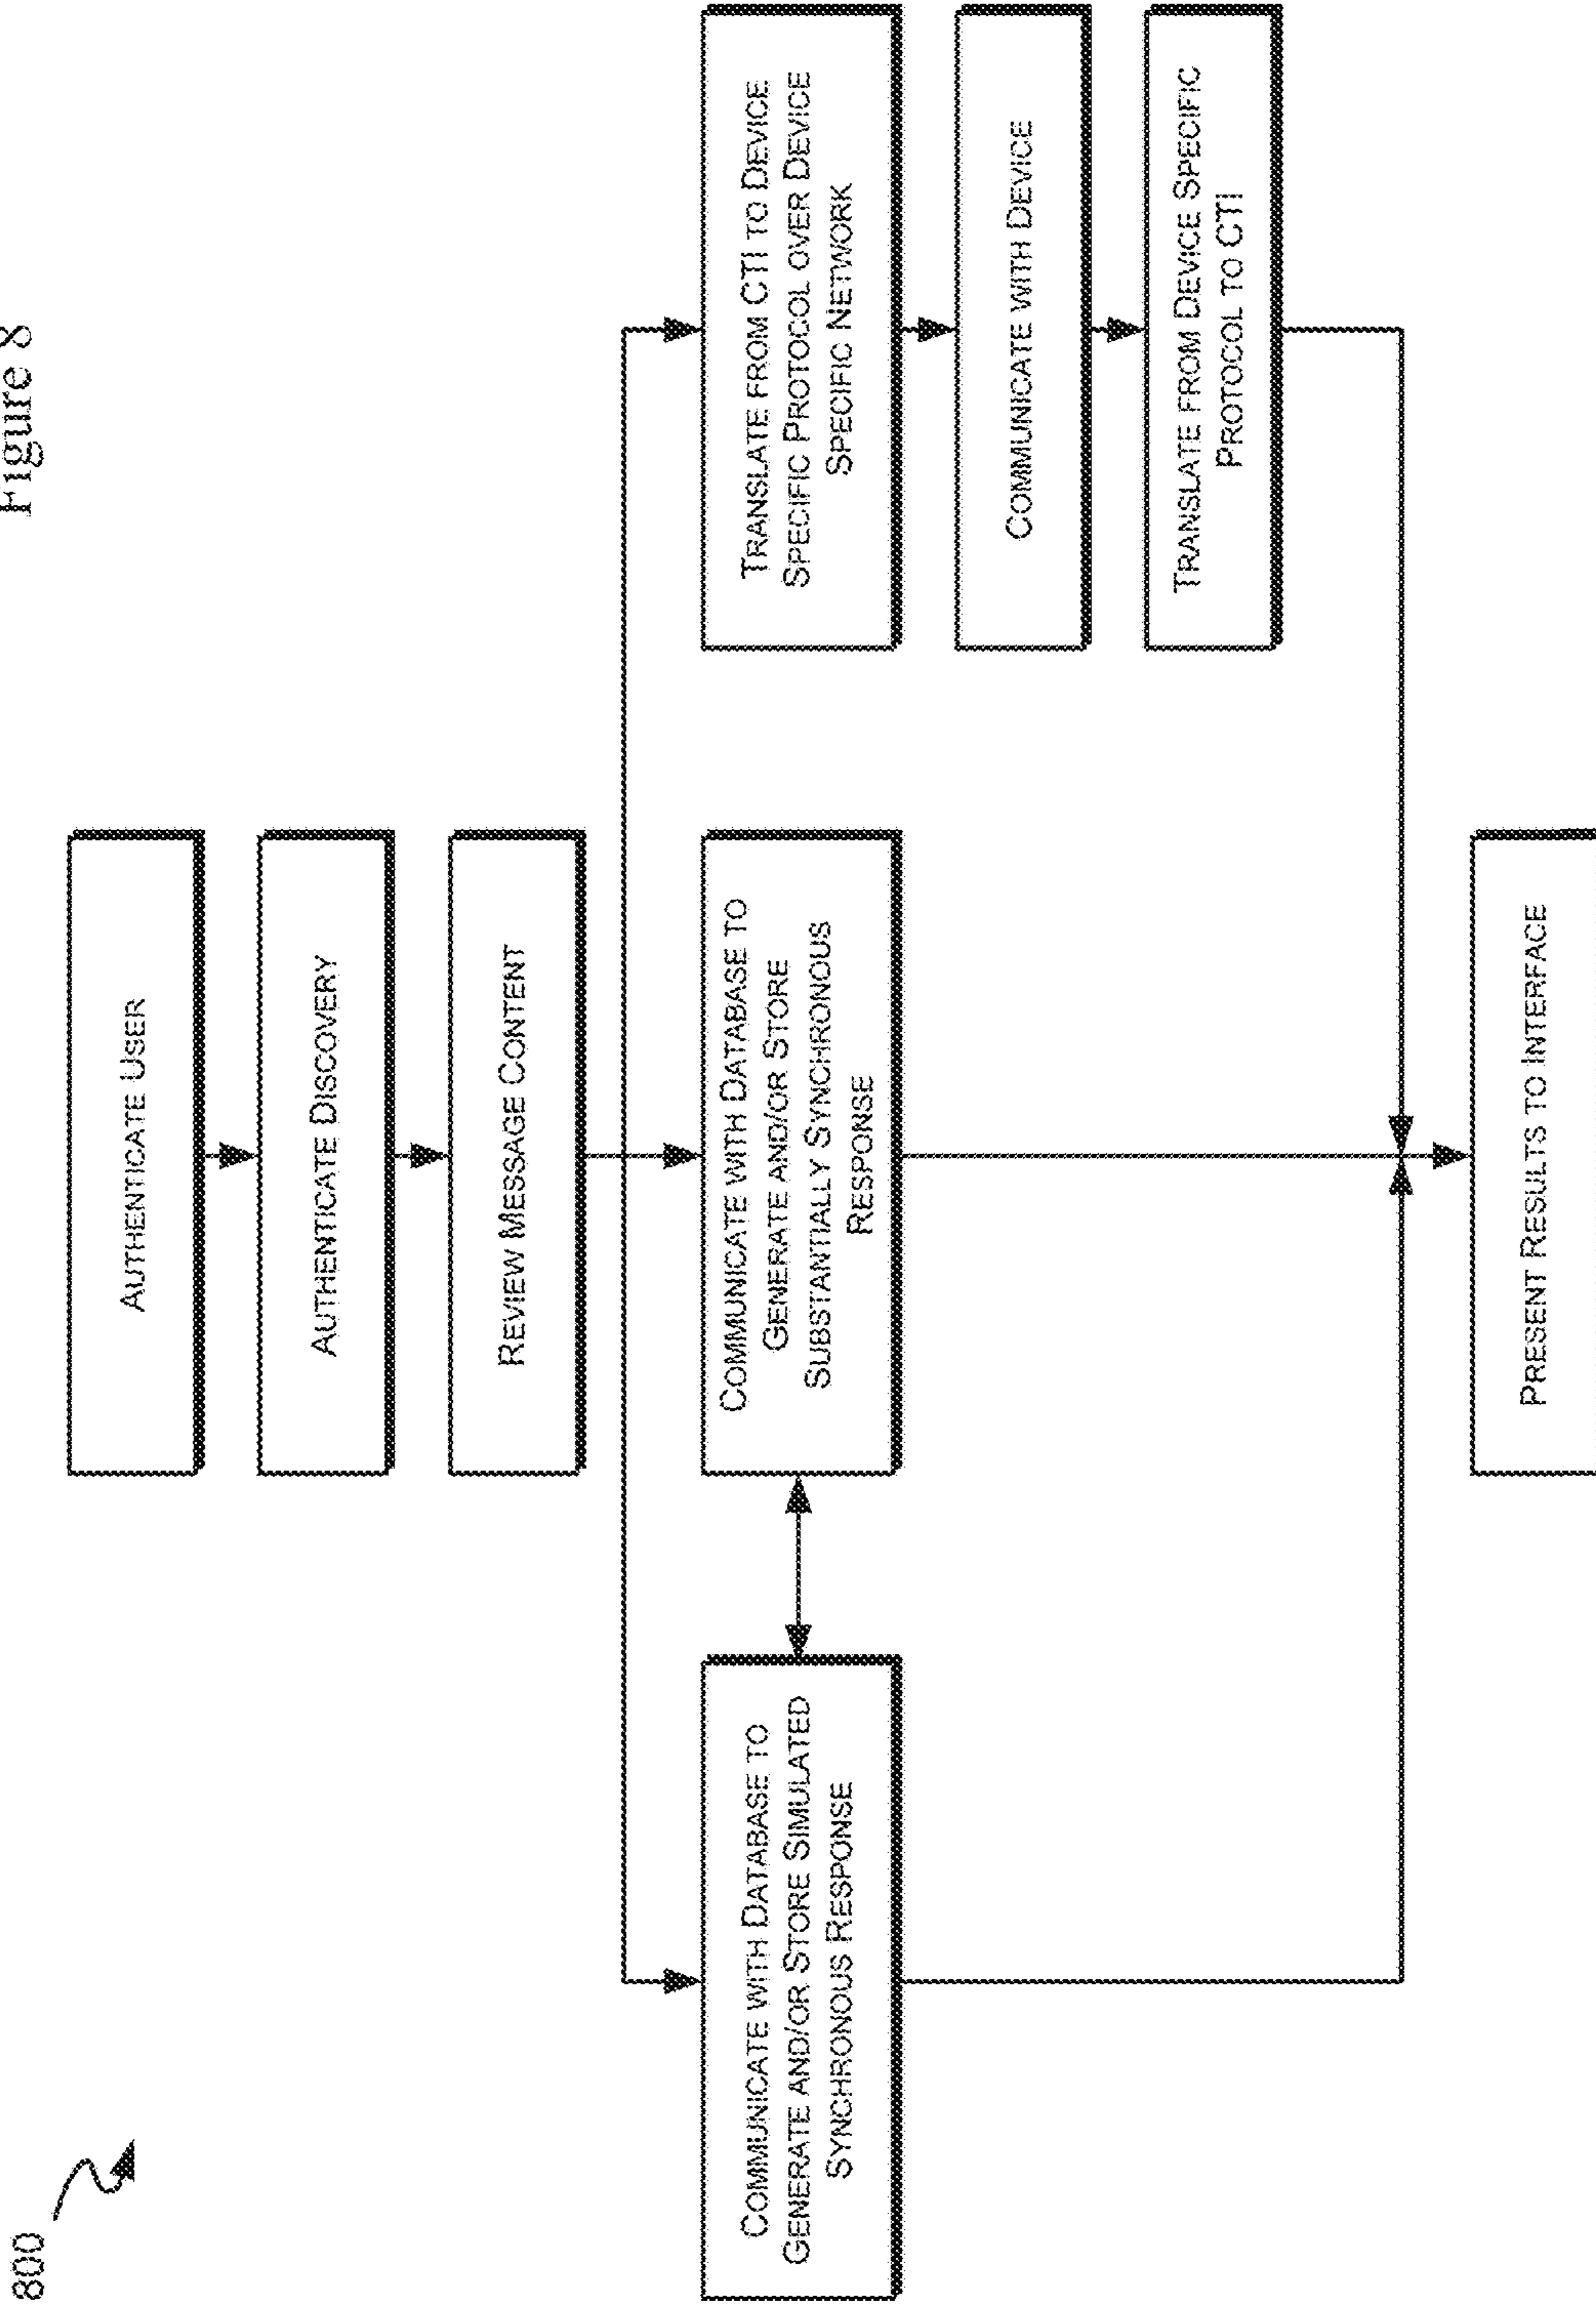 Figure 8
800
AUTHENTICATE USER
AUTHENTICATE DISCOVERY
REVIEW MESSAGE CONTENT
COMMUNICATE WITH DATABASE TO
GENERATE AND/OR STORE SIMULATED
SYNCHRONOUS RESPONSE
COMMUNICATE WITH DATABASE TO
GENERATE AND/OR STORE
SUBSTANTIALLY SYNCHRONOUS
RESPONSE
TRANSLATE FROM CTI TO DEVICE
SPECIFIC PROTOCOL OVER DEVICE
SPECIFIC NETWORK
COMMUNICATE WITH DEVICE
TRANSLATE FROM DEVICE SPECIFIC
PROTOCOL TO CTI
PRESENT RESULTS TO INTERFACE